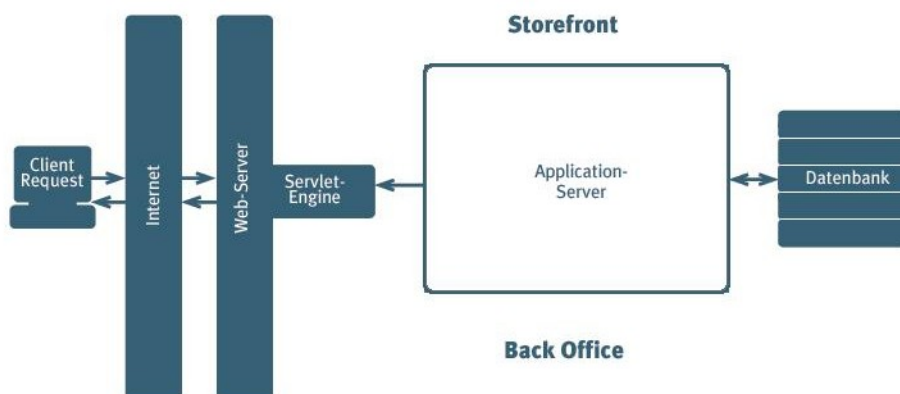 Storefront
Client
Request
Internet
Web-Server
Servlet-
Engine
Application-
Server
Datenbank
Back Office